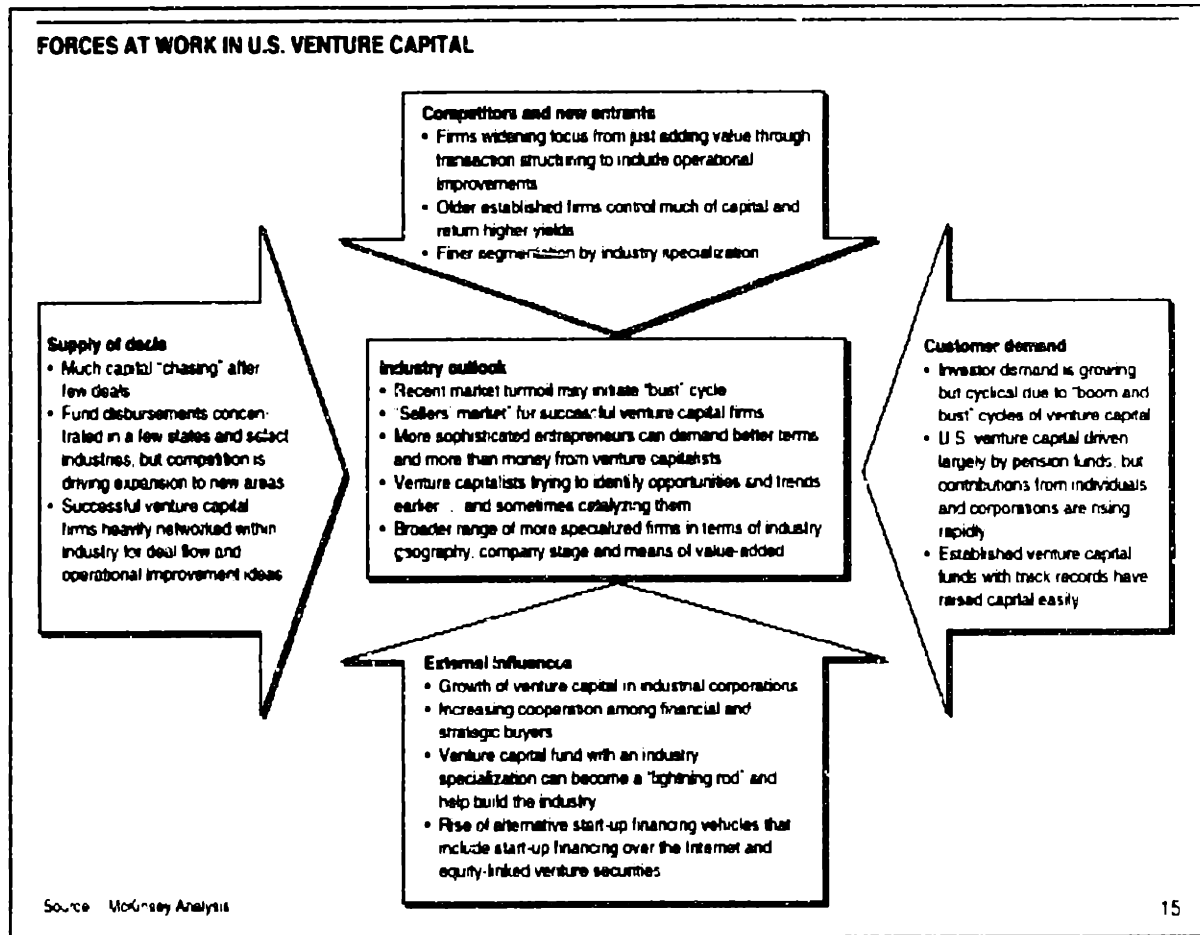 FORCES AT WORK IN U.S. VENTURE CAPITAL
Competitors and new entrants
• Firms widening focus from just adding value through
transaction structuring to include operational
improvements
• Older established firms control much of capital and
return higher yields
• Finer segmentation by industry specialization
Supply of deals
• Much capital "chasing" after
few deals
• Fund disbursements concen-
trated in a few states and select
industries, but competition is
driving expansion to new areas
• Successful venture capital
firms heavily networked within
industry for deal flow and
operational improvement ideas
Industry outlook
• Recent market turmoil may initiate "bust" cycle
• "Sellers' market" for successful venture capital firms
• More sophisticated entrepreneurs can demand better terms
and more than money from venture capitalists
• Venture capitalists trying to identify opportunities and trends
earlier . . and sometimes catalyzing them
• Broader range of more specialized firms in terms of industry
geography, company stage and means of value-added
Customer demand
• Investor demand is growing
but cyclical due to "boom and
bust" cycles of venture capital
• U.S. venture capital driven
largely by pension funds, but
contributions from individuals
and corporations are rising
rapidly
• Established venture capital
funds with track records have
raised capital easily
External influences
• Growth of venture capital in industrial corporations
• Increasing cooperation among financial and
strategic buyers
• Venture capital fund with an industry
specialization can become a "lightning rod" and
help build the industry
• Rise of alternative start-up financing vehicles that
include start-up financing over the Internet and
equity-linked venture securities
Source McKinsey Analysis
15